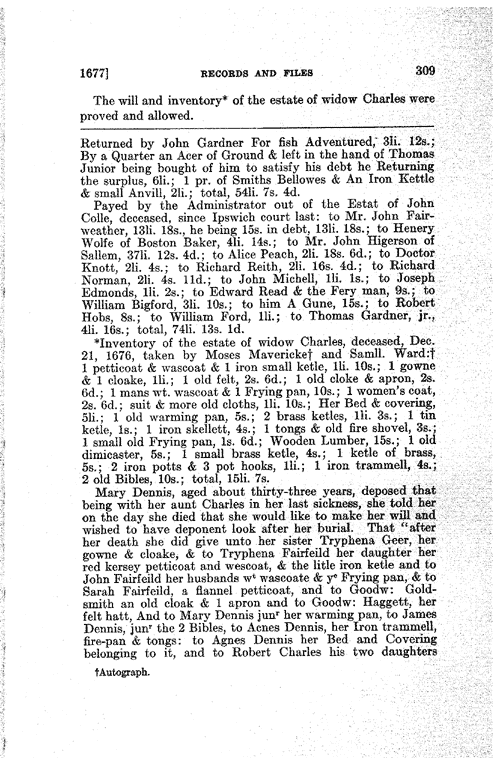 1677] RECORDS AND FILES 309
The will and inventory* of the estate of widow Charles were
proved and allowed.
Returned by John Gardner For fish Adventured, 3li. 12s.;
By a Quarter an Acer of Ground & left in the hand of Thomas
Junior being bought of him to satisfy his debt he Returning
the surplus, 6li.; 1 pr. of Smiths Bellowes & An Iron Kettle
& small Anvill, 2li.; total, 54li. 7s. 4d.
Payed by the Administrator out of the Estat of John
Colle, deceased, since Ipswich court last: to Mr. John Fair-
weather, 13li. 18s., he being 15s. in debt, 13li. 18s.; to Henery
Wolfe of Boston Baker, 4li. 14s.; to Mr. John Higerson of
Sallem, 37li. 12s. 4d.; to Alice Peach, 2li. 18s. 6d.; to Doctor
Knott, 2li. 4s.; to Richard Reith, 2li. 16s. 4d.; to Richard
Norman, 2li. 4s. 11d.; to John Michell, 1li. 1s.; to Joseph
Edmonds, 1li. 2s.; to Edward Read & the Fery man, 9s.; to
William Bigford, 3li. 10s.; to him A Gune, 15s.; to Robert
Hobs, 8s.; to William Ford, 1li.; to Thomas Gardner, jr.,
4li. 16s.; total, 74li. 13s. 1d.
*Inventory of the estate of widow Charles, deceased, Dec.
21, 1676, taken by Moses Mavericke† and Samll. Ward:†
1 petticoat & wascoat & 1 iron small ketle, 1li. 10s.; 1 gowne
& 1 cloake, 1li.; 1 old felt, 2s. 6d.; 1 old cloke & apron, 2s.
6d.; 1 mans wt. wascoat & 1 Frying pan, 10s.; 1 women's coat,
2s. 6d.; suit & more old cloths, 1li. 10s.; Her Bed & covering,
5li.; 1 old warming pan, 5s.; 2 brass ketles, 1li. 3s.; 1 tin
ketle, 1s.; 1 iron skellett, 4s.; 1 tongs & old fire shovel, 3s.;
1 small old Frying pan, 1s. 6d.; Wooden Lumber, 15s.; 1 old
dimicaster, 5s.; 1 small brass ketle, 4s.; 1 ketle of brass,
5s.; 2 iron potts & 3 pot hooks, 1li.; 1 iron trammell, 4s.;
2 old Bibles, 10s.; total, 15li. 7s.
Mary Dennis, aged about thirty-three years, deposed that
being with her aunt Charles in her last sickness, she told her
on the day she died that she would like to make her will and
wished to have deponent look after her burial. That "after
her death she did give unto her sister Tryphena Geer, her
gowne & cloake, & to Tryphena Fairfeild her daughter her
red kersey petticoat and wescoat, & the litle iron ketle and to
John Fairfeild her husbands wᵗ wascoate & yᵉ Frying pan, & to
Sarah Fairfeild, a flannel petticoat, and to Goodw: Gold-
smith an old cloak & 1 apron and to Goodw: Haggett, her
felt hatt, And to Mary Dennis junʳ her warming pan, to James
Dennis, junʳ the 2 Bibles, to Acnes Dennis, her Iron trammell,
fire-pan & tongs: to Agnes Dennis her Bed and Covering
belonging to it, and to Robert Charles his two daughters
†Autograph.